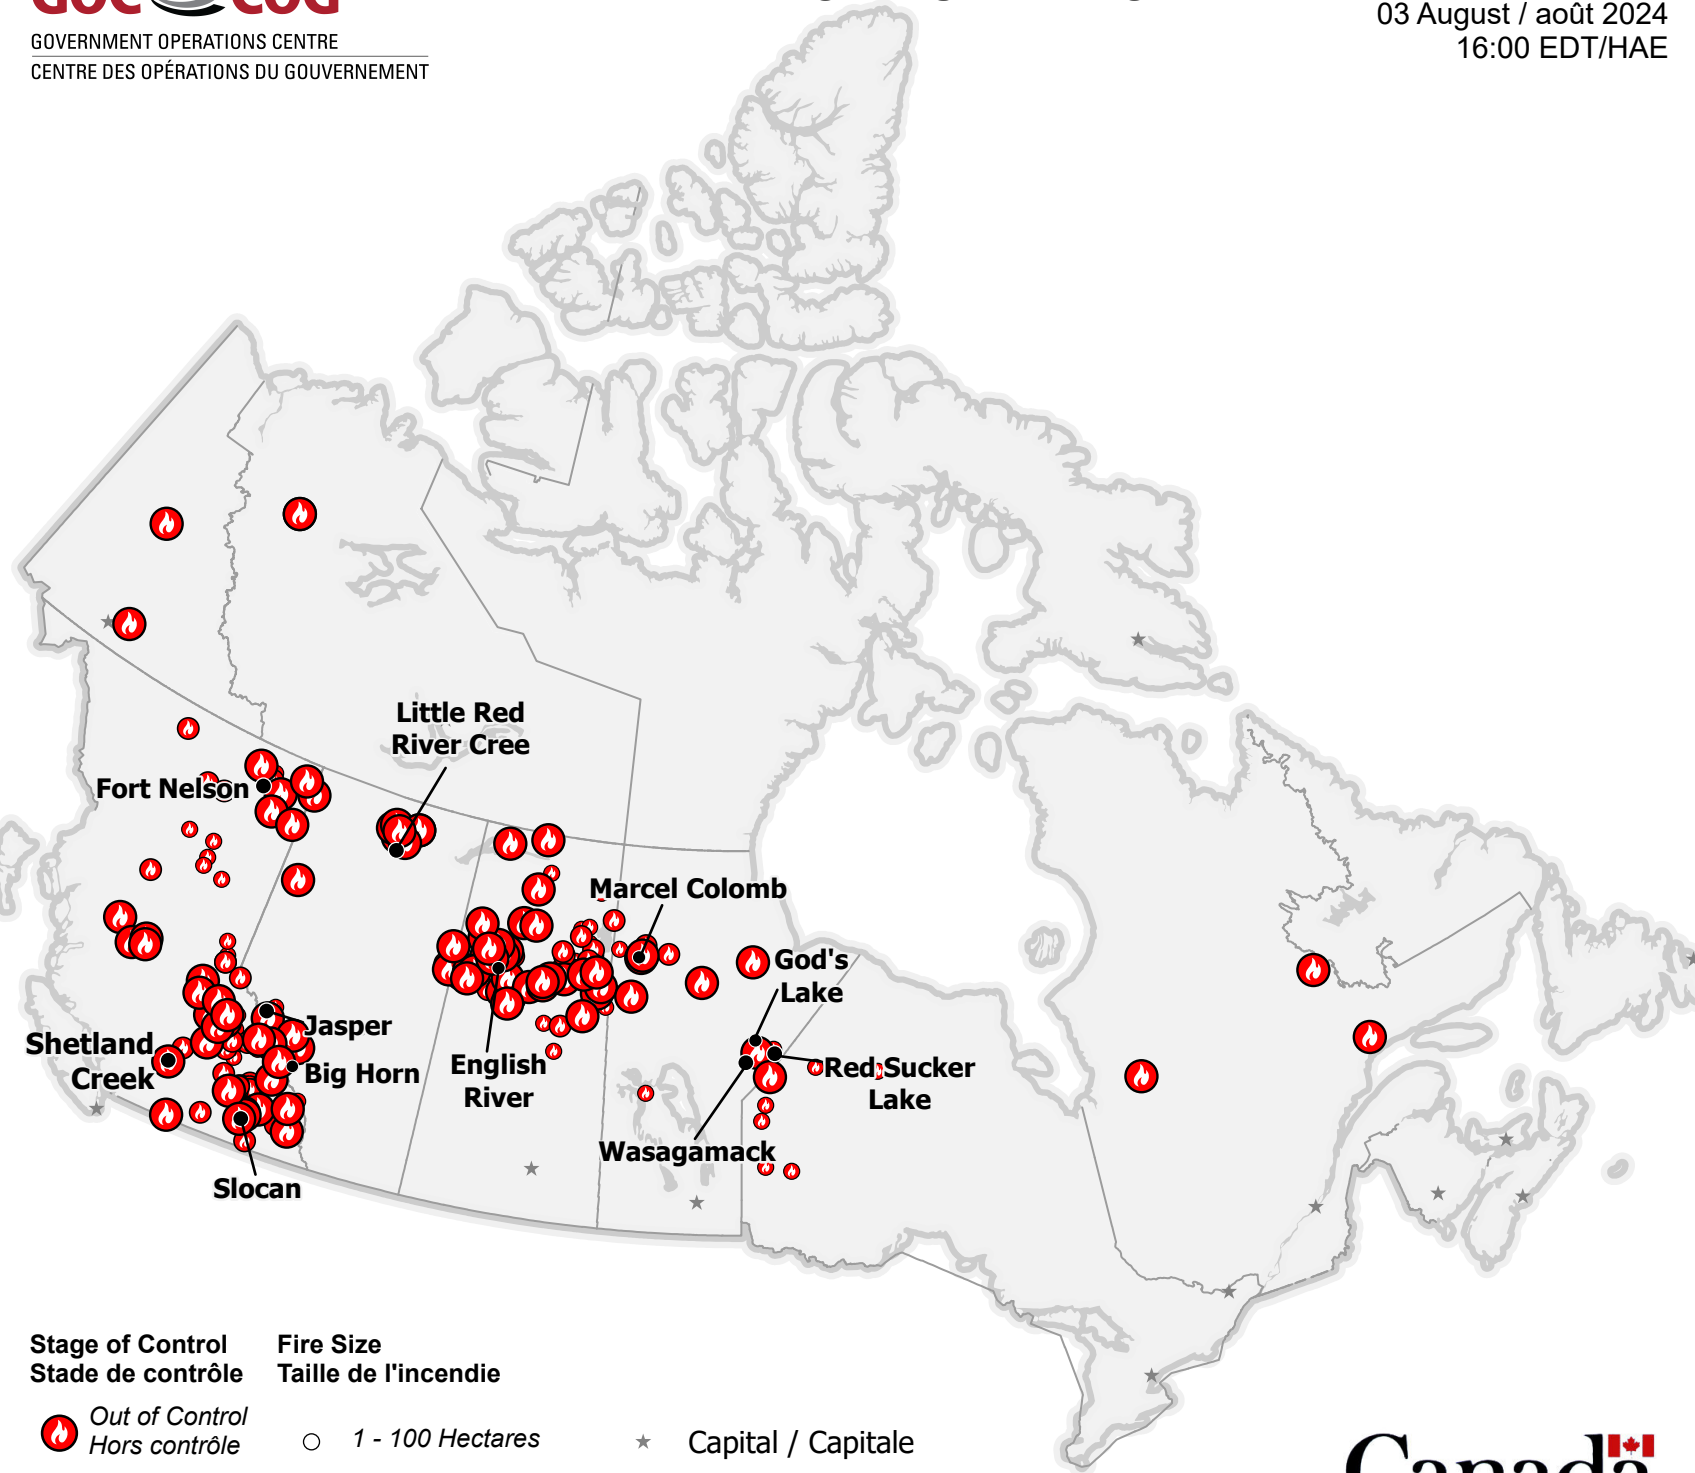 GOC COG
GOVERNMENT OPERATIONS CENTRE
CENTRE DES OPÉRATIONS DU GOUVERNEMENT
03 August / août 2024
16:00 EDT/HAE
Little Red
River Cree
Fort Nelson
Marcel Colomb
God's
Lake
Jasper
Shetland
Creek
Big Horn
English
River
Red Sucker
Lake
Wasagamack
Slocan
Stage of Control
Stade de contrôle
Fire Size
Taille de l'incendie
Out of Control
Hors contrôle
1 - 100 Hectares
Capital / Capitale
Canada